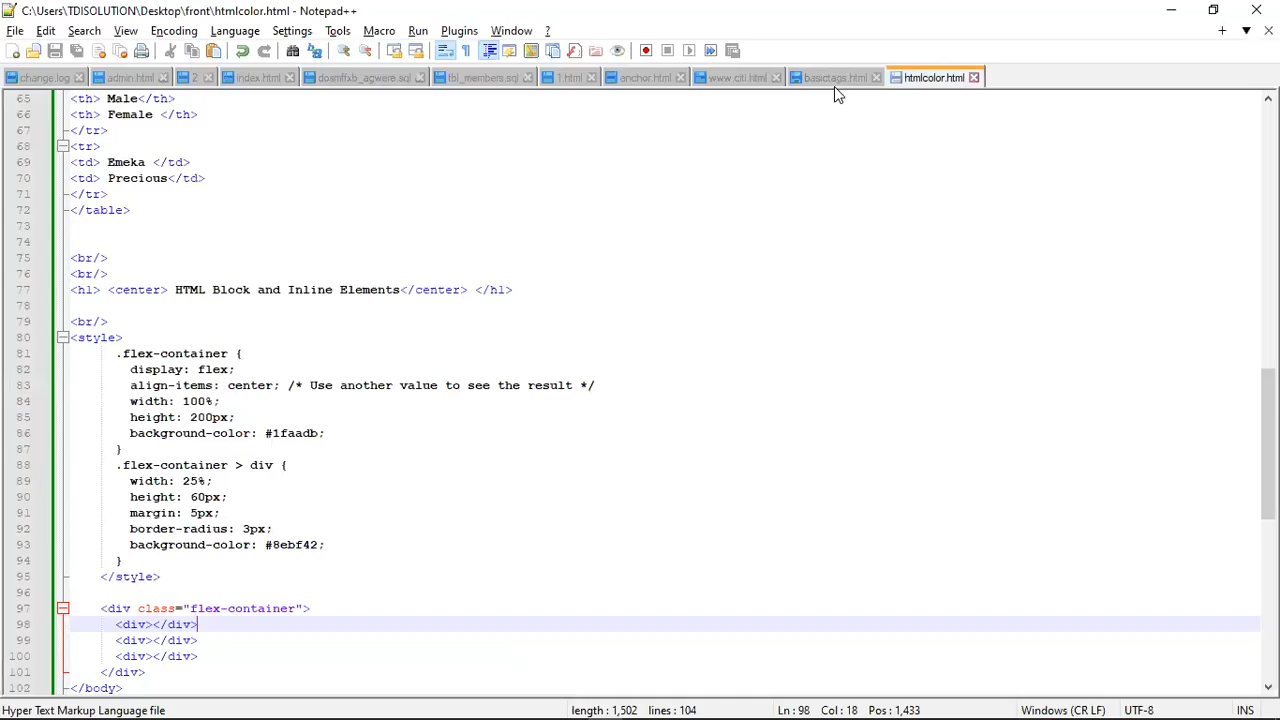 C:\Users\TDISOLUTION\Desktop\front\htmlcolor.html - Notepad++
File Edit Search View Encoding Language Settings Tools Macro Run Plugins Window ?
change.log admin.html 2 index.html dosmlfxb_agwere.sql tbl_members.sql 1.html anchor.html www.citi.html basictags.html htmlcolor.html
65 <th> Male</th>
66 <th> Female </th>
67 </tr>
68 <tr>
69 <td> Emeka </td>
70 <td> Precious</td>
71 </tr>
72 </table>
73
74
75 <br/>
76 <br/>
77 <h1> <center> HTML Block and Inline Elements</center> </h1>
78
79 <br/>
80 <style>
81 .flex-container {
82 display: flex;
83 align-items: center; /* Use another value to see the result */
84 width: 100%;
85 height: 200px;
86 background-color: #1faadb;
87 }
88 .flex-container > div {
89 width: 25%;
90 height: 60px;
91 margin: 5px;
92 border-radius: 3px;
93 background-color: #8ebf42;
94 }
95 </style>
96
97 <div class="flex-container">
98 <div></div>
99 <div></div>
100 <div></div>
101 </div>
102 </body>
Hyper Text Markup Language file length : 1,502 lines : 104 Ln : 98 Col : 18 Pos : 1,433 Windows (CR LF) UTF-8 INS